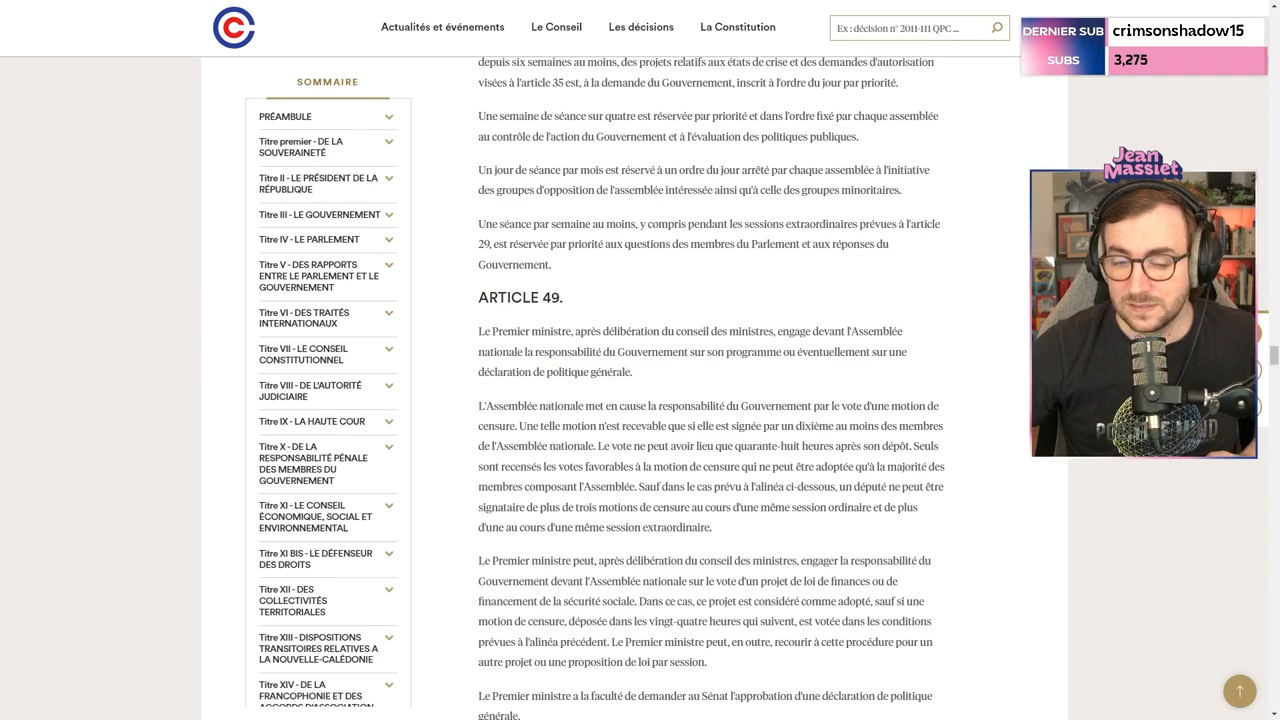 Actualités et événements
Le Conseil
Les décisions
La Constitution
Ex : décision n° 2011-111 QPC ...
DERNIER SUB
crimsonshadow15
SUBS
3,275
SOMMAIRE
PRÉAMBULE
Titre premier - DE LA
SOUVERAINETÉ
Titre II - LE PRÉSIDENT DE LA
RÉPUBLIQUE
Titre III - LE GOUVERNEMENT
Titre IV - LE PARLEMENT
Titre V - DES RAPPORTS
ENTRE LE PARLEMENT ET LE
GOUVERNEMENT
Titre VI - DES TRAITÉS
INTERNATIONAUX
Titre VII - LE CONSEIL
CONSTITUTIONNEL
Titre VIII - DE L'AUTORITÉ
JUDICIAIRE
Titre IX - LA HAUTE COUR
Titre X - DE LA
RESPONSABILITÉ PÉNALE
DES MEMBRES DU
GOUVERNEMENT
Titre XI - LE CONSEIL
ÉCONOMIQUE, SOCIAL ET
ENVIRONNEMENTAL
Titre XI BIS - LE DÉFENSEUR
DES DROITS
Titre XII - DES
COLLECTIVITÉS
TERRITORIALES
Titre XIII - DISPOSITIONS
TRANSITOIRES RELATIVES A
LA NOUVELLE-CALÉDONIE
Titre XIV - DE LA
FRANCOPHONIE ET DES
ACCORDS D'ASSOCIATION
depuis six semaines au moins, des projets relatifs aux états de crise et des demandes d'autorisation
visées à l'article 35 est, à la demande du Gouvernement, inscrit à l'ordre du jour par priorité.
Une semaine de séance sur quatre est réservée par priorité et dans l'ordre fixé par chaque assemblée
au contrôle de l'action du Gouvernement et à l'évaluation des politiques publiques.
Un jour de séance par mois est réservé à un ordre du jour arrêté par chaque assemblée à l'initiative
des groupes d'opposition de l'assemblée intéressée ainsi qu'à celle des groupes minoritaires.
Une séance par semaine au moins, y compris pendant les sessions extraordinaires prévues à l'article
29, est réservée par priorité aux questions des membres du Parlement et aux réponses du
Gouvernement.
ARTICLE 49.
Le Premier ministre, après délibération du conseil des ministres, engage devant l'Assemblée
nationale la responsabilité du Gouvernement sur son programme ou éventuellement sur une
déclaration de politique générale.
L'Assemblée nationale met en cause la responsabilité du Gouvernement par le vote d'une motion de
censure. Une telle motion n'est recevable que si elle est signée par un dixième au moins des membres
de l'Assemblée nationale. Le vote ne peut avoir lieu que quarante-huit heures après son dépôt. Seuls
sont recensés les votes favorables à la motion de censure qui ne peut être adoptée qu'à la majorité des
membres composant l'Assemblée. Sauf dans le cas prévu à l'alinéa ci-dessous, un député ne peut être
signataire de plus de trois motions de censure au cours d'une même session ordinaire et de plus
d'une au cours d'une même session extraordinaire.
Le Premier ministre peut, après délibération du conseil des ministres, engager la responsabilité du
Gouvernement devant l'Assemblée nationale sur le vote d'un projet de loi de finances ou de
financement de la sécurité sociale. Dans ce cas, ce projet est considéré comme adopté, sauf si une
motion de censure, déposée dans les vingt-quatre heures qui suivent, est votée dans les conditions
prévues à l'alinéa précédent. Le Premier ministre peut, en outre, recourir à cette procédure pour un
autre projet ou une proposition de loi par session.
Le Premier ministre a la faculté de demander au Sénat l'approbation d'une déclaration de politique
générale.
Jean
Massiet